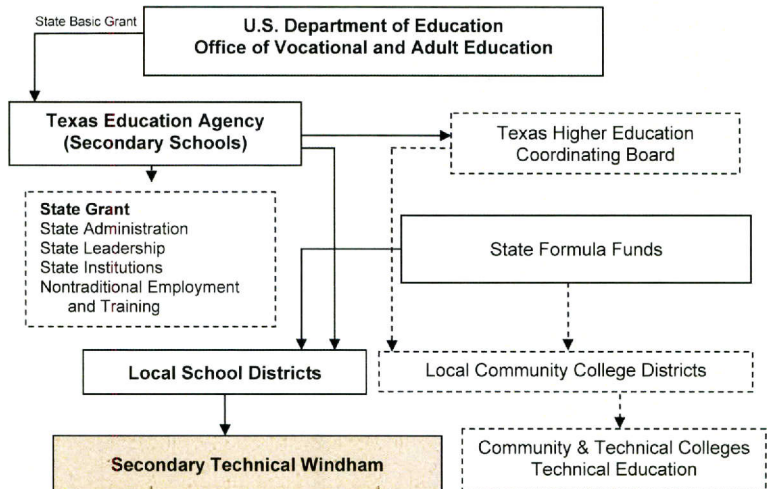 State Basic Grant
U.S. Department of Education
Office of Vocational and Adult Education
Texas Education Agency
(Secondary Schools)
Texas Higher Education
Coordinating Board
State Grant
State Administration
State Leadership
State Institutions
Nontraditional Employment
and Training
State Formula Funds
Local School Districts
Local Community College Districts
Secondary Technical Windham
Community & Technical Colleges
Technical Education